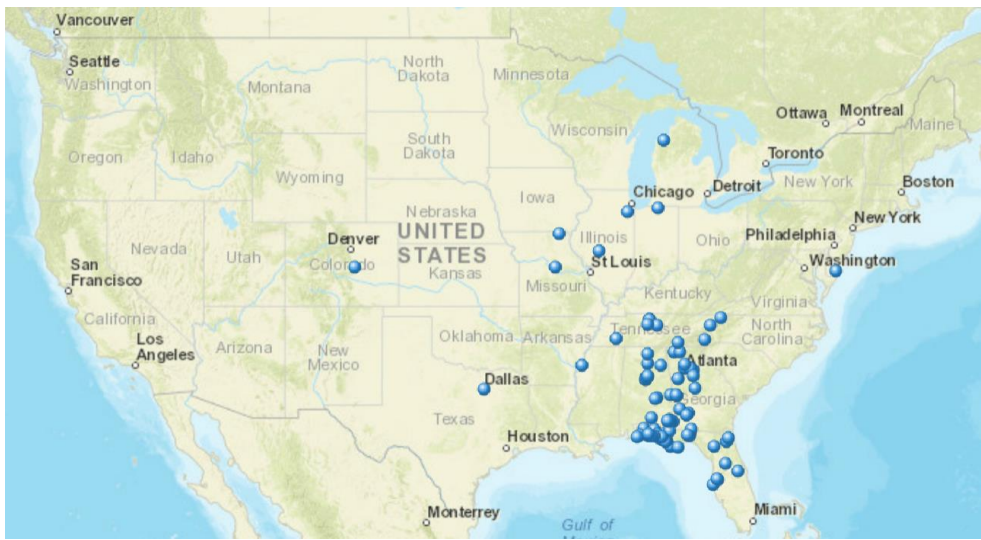 Vancouver
Seattle
Washington
Montana
North
Dakota
Minnesota
Ottawa
Montreal
Maine
Oregon
Idaho
South
Dakota
Wisconsin
Toronto
Wyoming
Chicago
Detroit
New York
Boston
Nebraska
Iowa
New York
Nevada
Utah
Denver
Colorado
UNITED
STATES
Kansas
Illinois
Ohio
Philadelphia
San
Francisco
St Louis
Missouri
Washington
Kentucky
Virginia
California
Los
Angeles
Arizona
New
Mexico
Oklahoma
Arkansas
Tennessee
North
Carolina
Atlanta
Dallas
Texas
Georgia
Houston
Monterrey
Gulf of
Miami